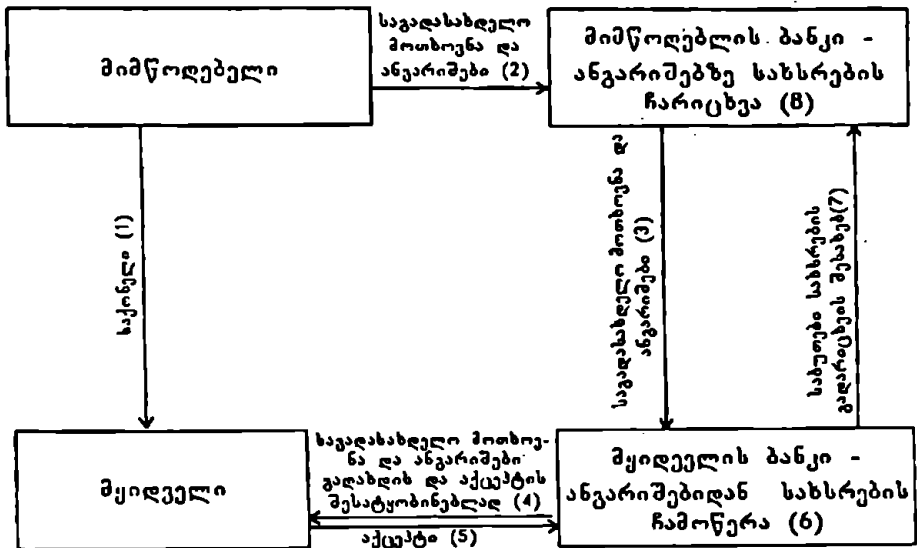 მიმწოდებელი
საგადასახდელო
მოთხოვნა და
ანგარიშები (2)
მიმწოდებლის ბანკი -
ანგარიშებზე სახსრების
ჩარიცხვა (8)
საქონელი (1)
საგადასახდელო მოთხოვნა და
ანგარიშები (3)
საბუთები სახსრების
გადარიცხვის შესახებ(7)
მყიდველი
საგადასახდელო მოთხოვ-
ნა და ანგარიშები
გადახდის და აქცეპტის
შესატყობინებლად (4)
აქცეპტი (5)
მყიდველის ბანკი -
ანგარიშებიდან სახსრების
ჩამოწერა (6)